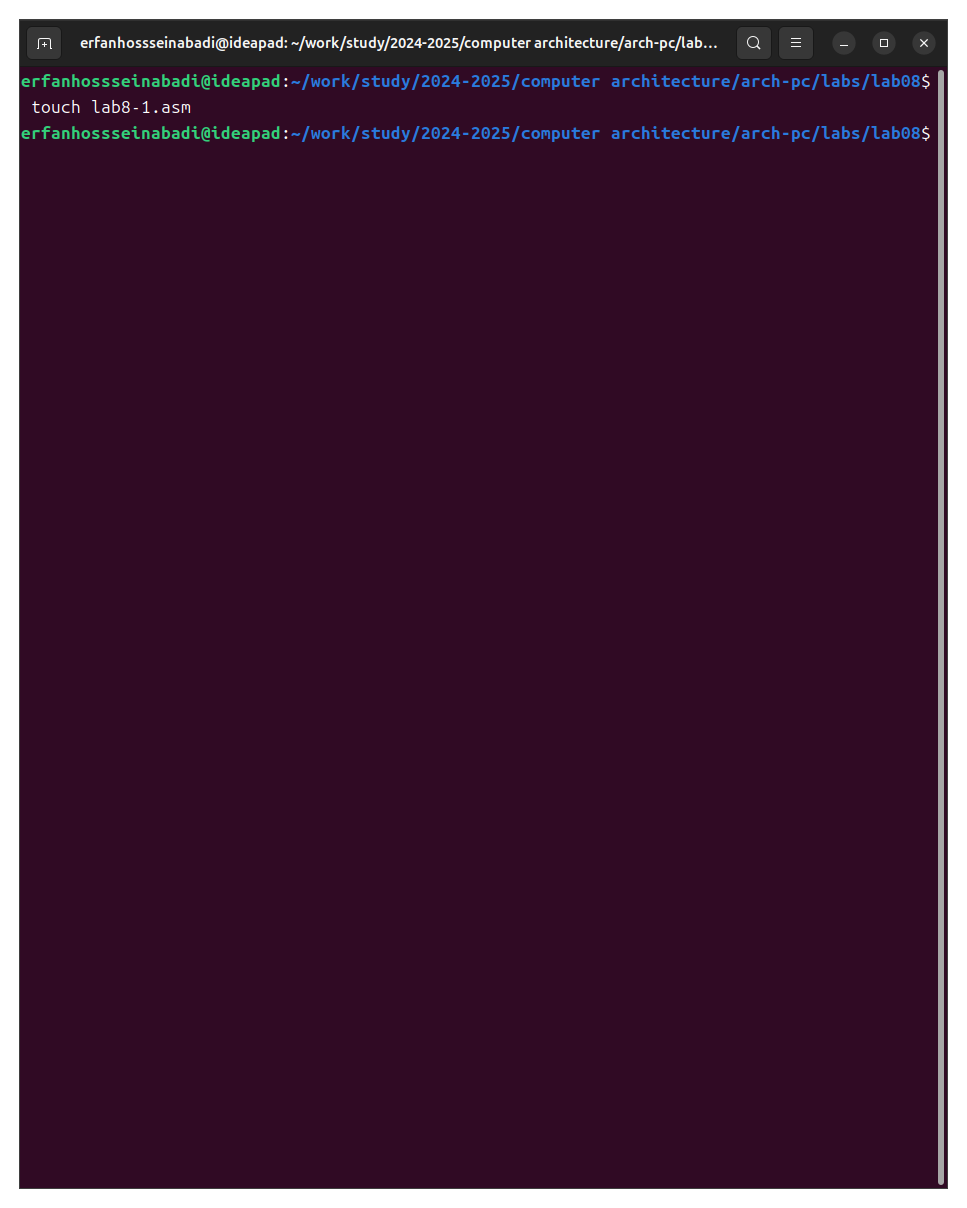 erfanhossseinabadi@ideapad: ~/work/study/2024-2025/computer architecture/arch-pc/lab…
erfanhossseinabadi@ideapad:~/work/study/2024-2025/computer architecture/arch-pc/labs/lab08$
touch lab8-1.asm
erfanhossseinabadi@ideapad:~/work/study/2024-2025/computer architecture/arch-pc/labs/lab08$